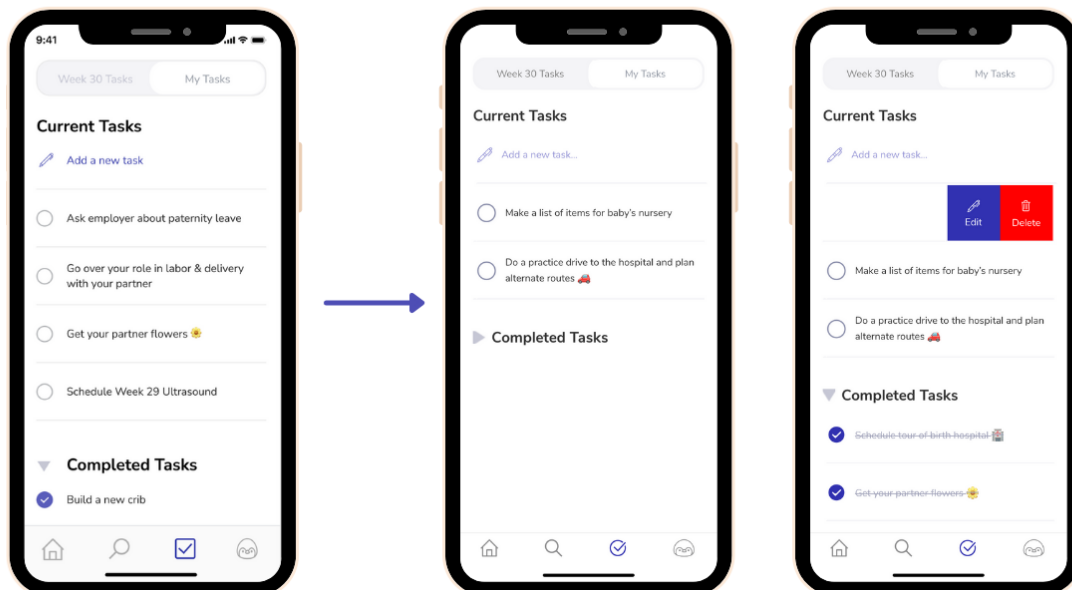 9:41
Week 30 Tasks
My Tasks
Current Tasks
Add a new task
Ask employer about paternity leave
Go over your role in labor & delivery
with your partner
Get your partner flowers 🌼
Schedule Week 29 Ultrasound
Completed Tasks
Build a new crib
Week 30 Tasks
My Tasks
Current Tasks
Add a new task...
Make a list of items for baby's nursery
Do a practice drive to the hospital and plan
alternate routes 🚗
Completed Tasks
Week 30 Tasks
My Tasks
Current Tasks
Add a new task...
Edit
Delete
Make a list of items for baby's nursery
Do a practice drive to the hospital and plan
alternate routes 🚗
Completed Tasks
Schedule tour of birth hospital 🏥
Get your partner flowers 🌼